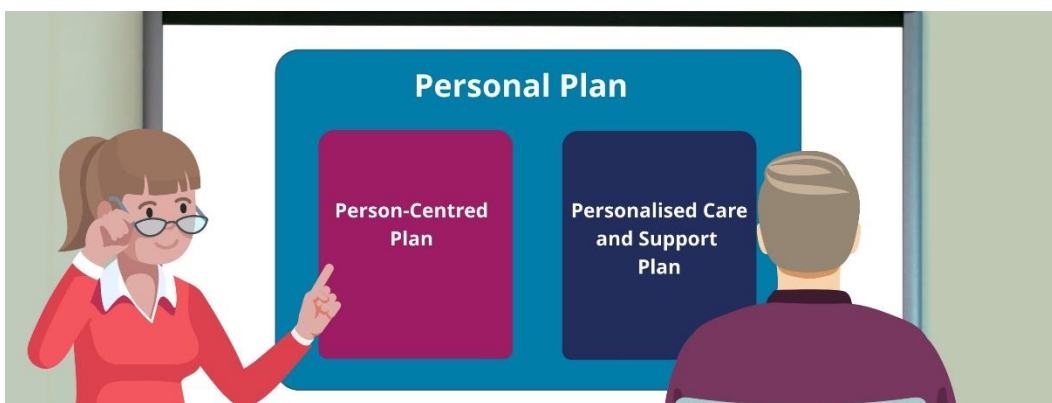 Personal Plan
Person-Centred
Plan
Personalised Care
and Support
Plan